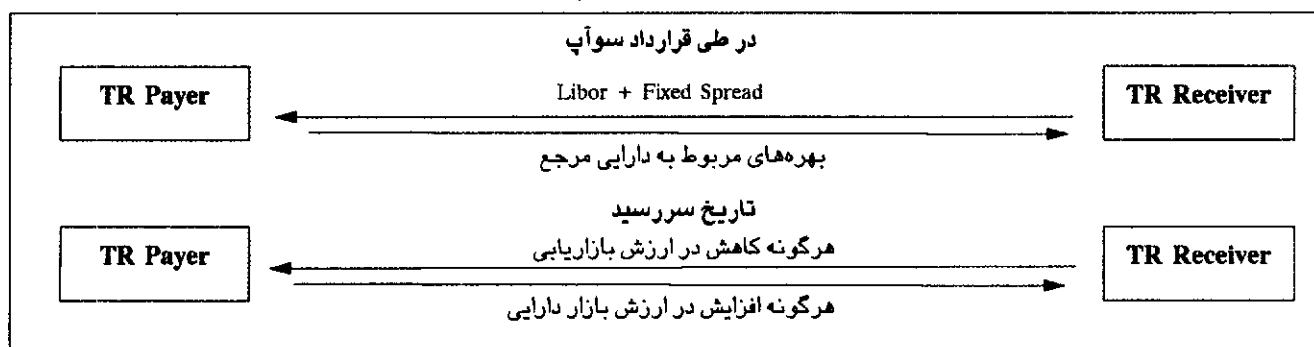 در طی قرارداد سوآپ
TR Payer
Libor + Fixed Spread
TR Receiver
بهره‌های مربوط به دارایی مرجع
تاریخ سررسید
TR Payer
هرگونه کاهش در ارزش بازاریابی
TR Receiver
هرگونه افزایش در ارزش بازار دارایی